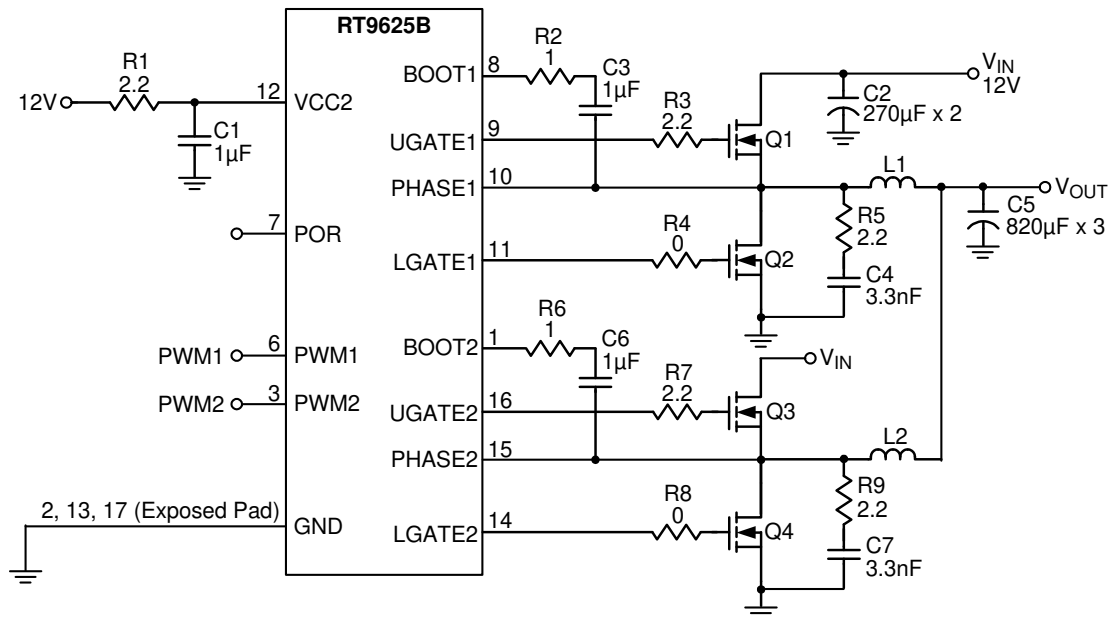 RT9625B
R1
2.2
12V
C1
1µF
12
VCC2
7
POR
PWM1
6
PWM1
PWM2
3
PWM2
2, 13, 17 (Exposed Pad)
GND
BOOT1
8
R2
1
C3
1µF
UGATE1
9
R3
2.2
Q1
VIN
12V
C2
270µF x 2
PHASE1
10
L1
VOUT
C5
820µF x 3
LGATE1
11
R4
0
Q2
R5
2.2
C4
3.3nF
BOOT2
1
R6
1
C6
1µF
VIN
UGATE2
16
R7
2.2
Q3
PHASE2
15
L2
LGATE2
14
R8
0
Q4
R9
2.2
C7
3.3nF